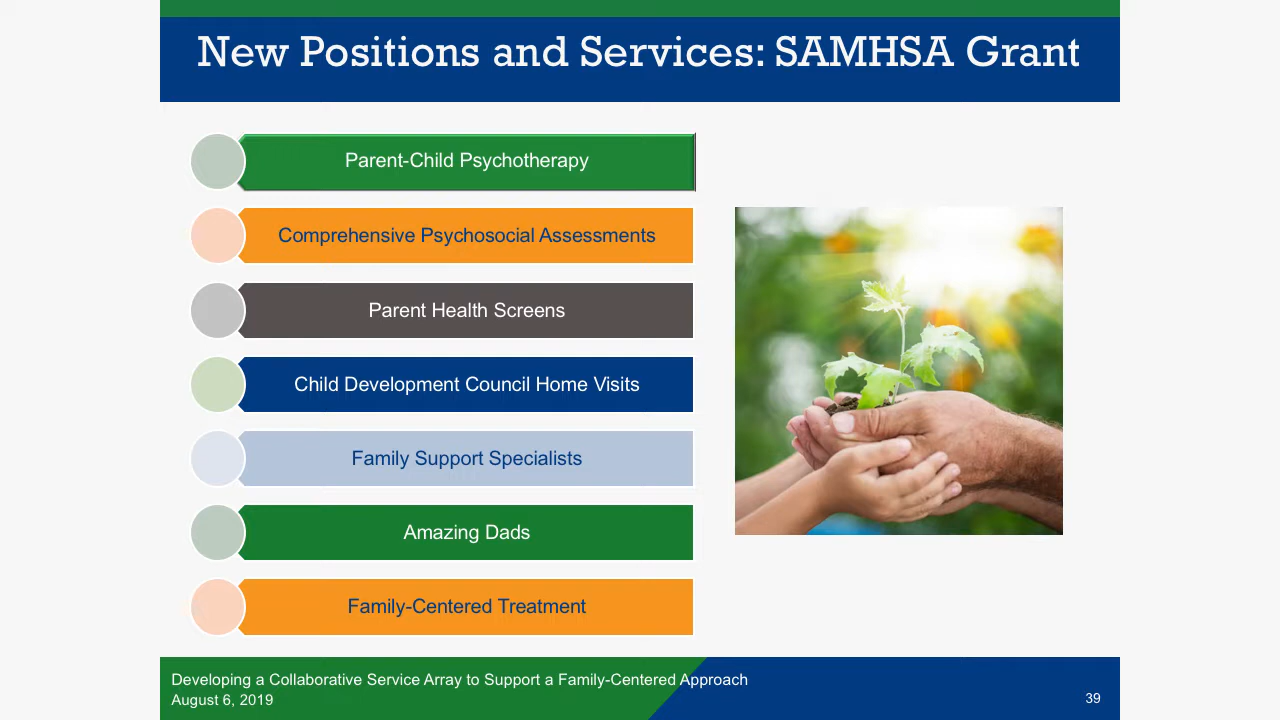 New Positions and Services: SAMHSA Grant
Parent-Child Psychotherapy
Comprehensive Psychosocial Assessments
Parent Health Screens
Child Development Council Home Visits
Family Support Specialists
Amazing Dads
Family-Centered Treatment
Developing a Collaborative Service Array to Support a Family-Centered Approach
August 6, 2019
39